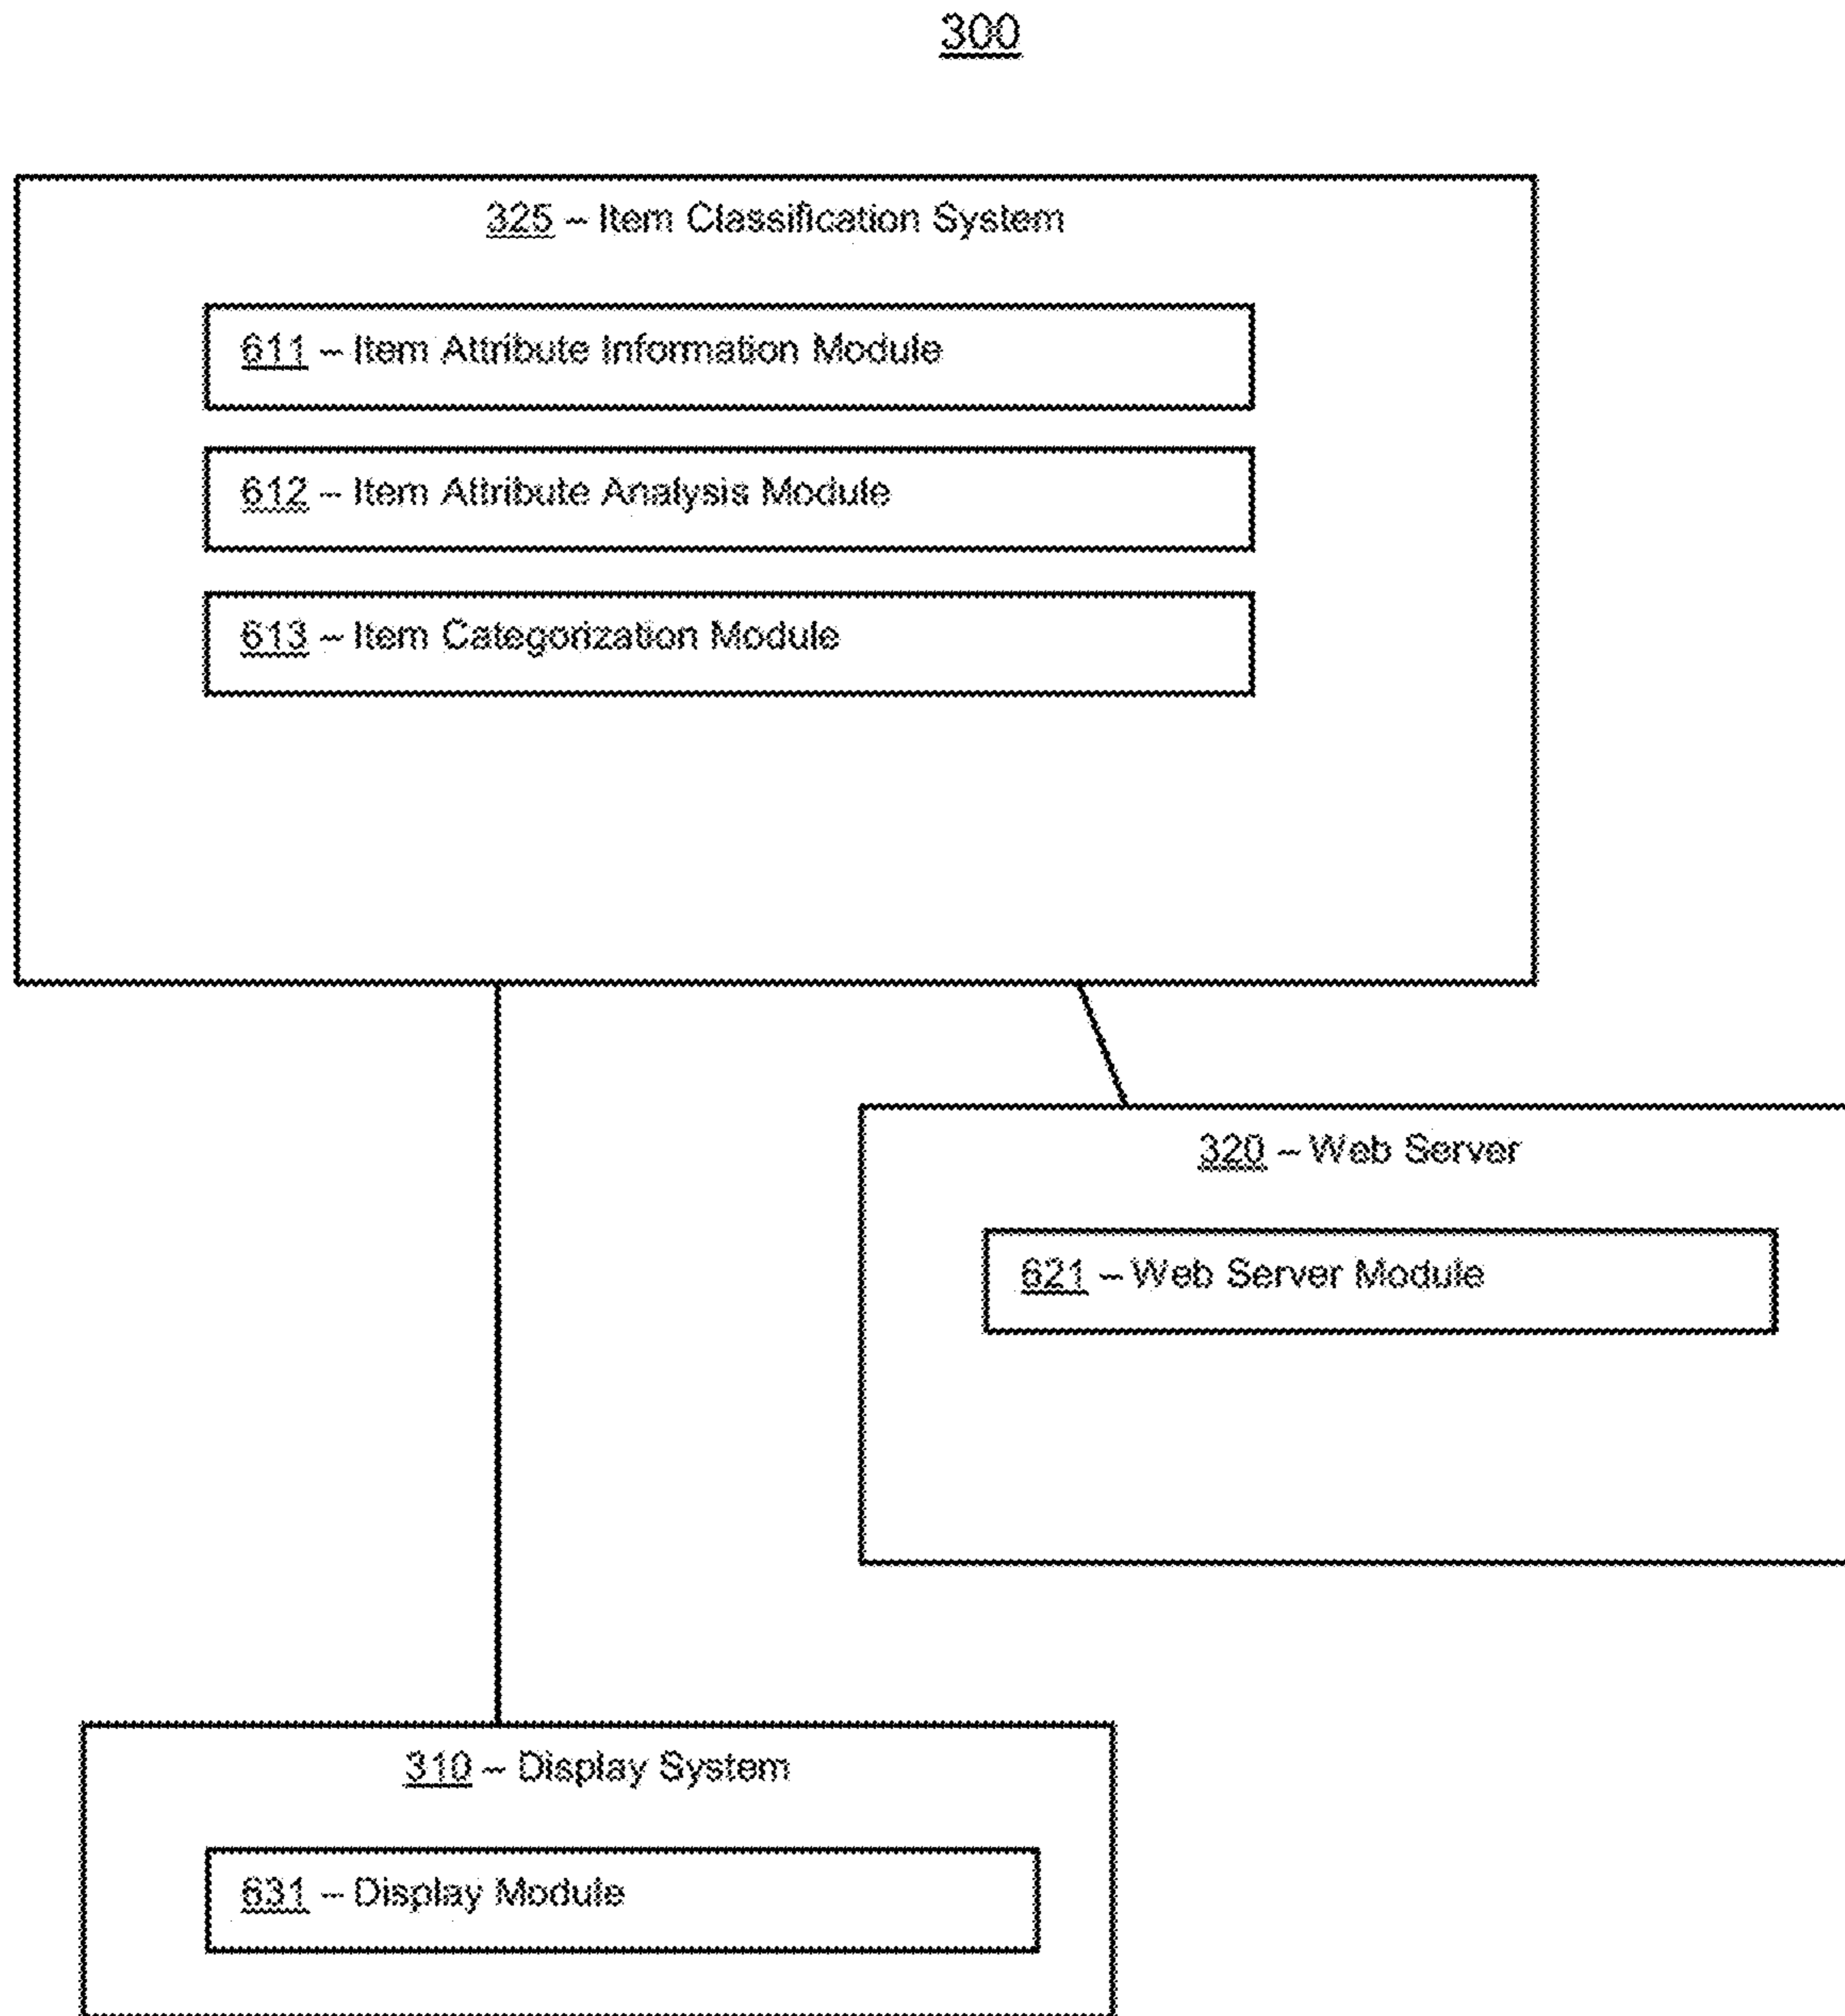 300
325 – Item Classification System
611 – Item Attribute Information Module
612 – Item Attribute Analysis Module
613 – Item Categorization Module
320 – Web Server
621 – Web Server Module
310 – Display System
631 – Display Module